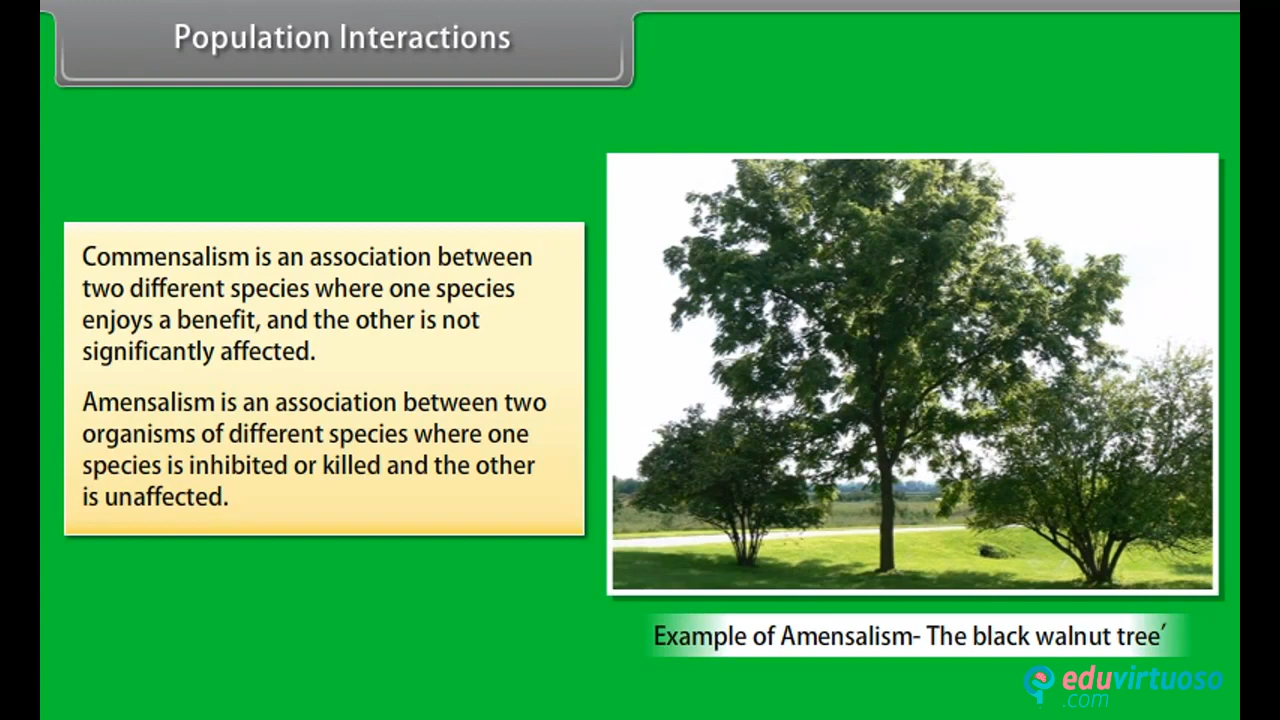 Population Interactions
Commensalism is an association between
two different species where one species
enjoys a benefit, and the other is not
significantly affected.
Amensalism is an association between two
organisms of different species where one
species is inhibited or killed and the other
is unaffected.
Example of Amensalism- The black walnut tree′
eduvirtuoso
.com